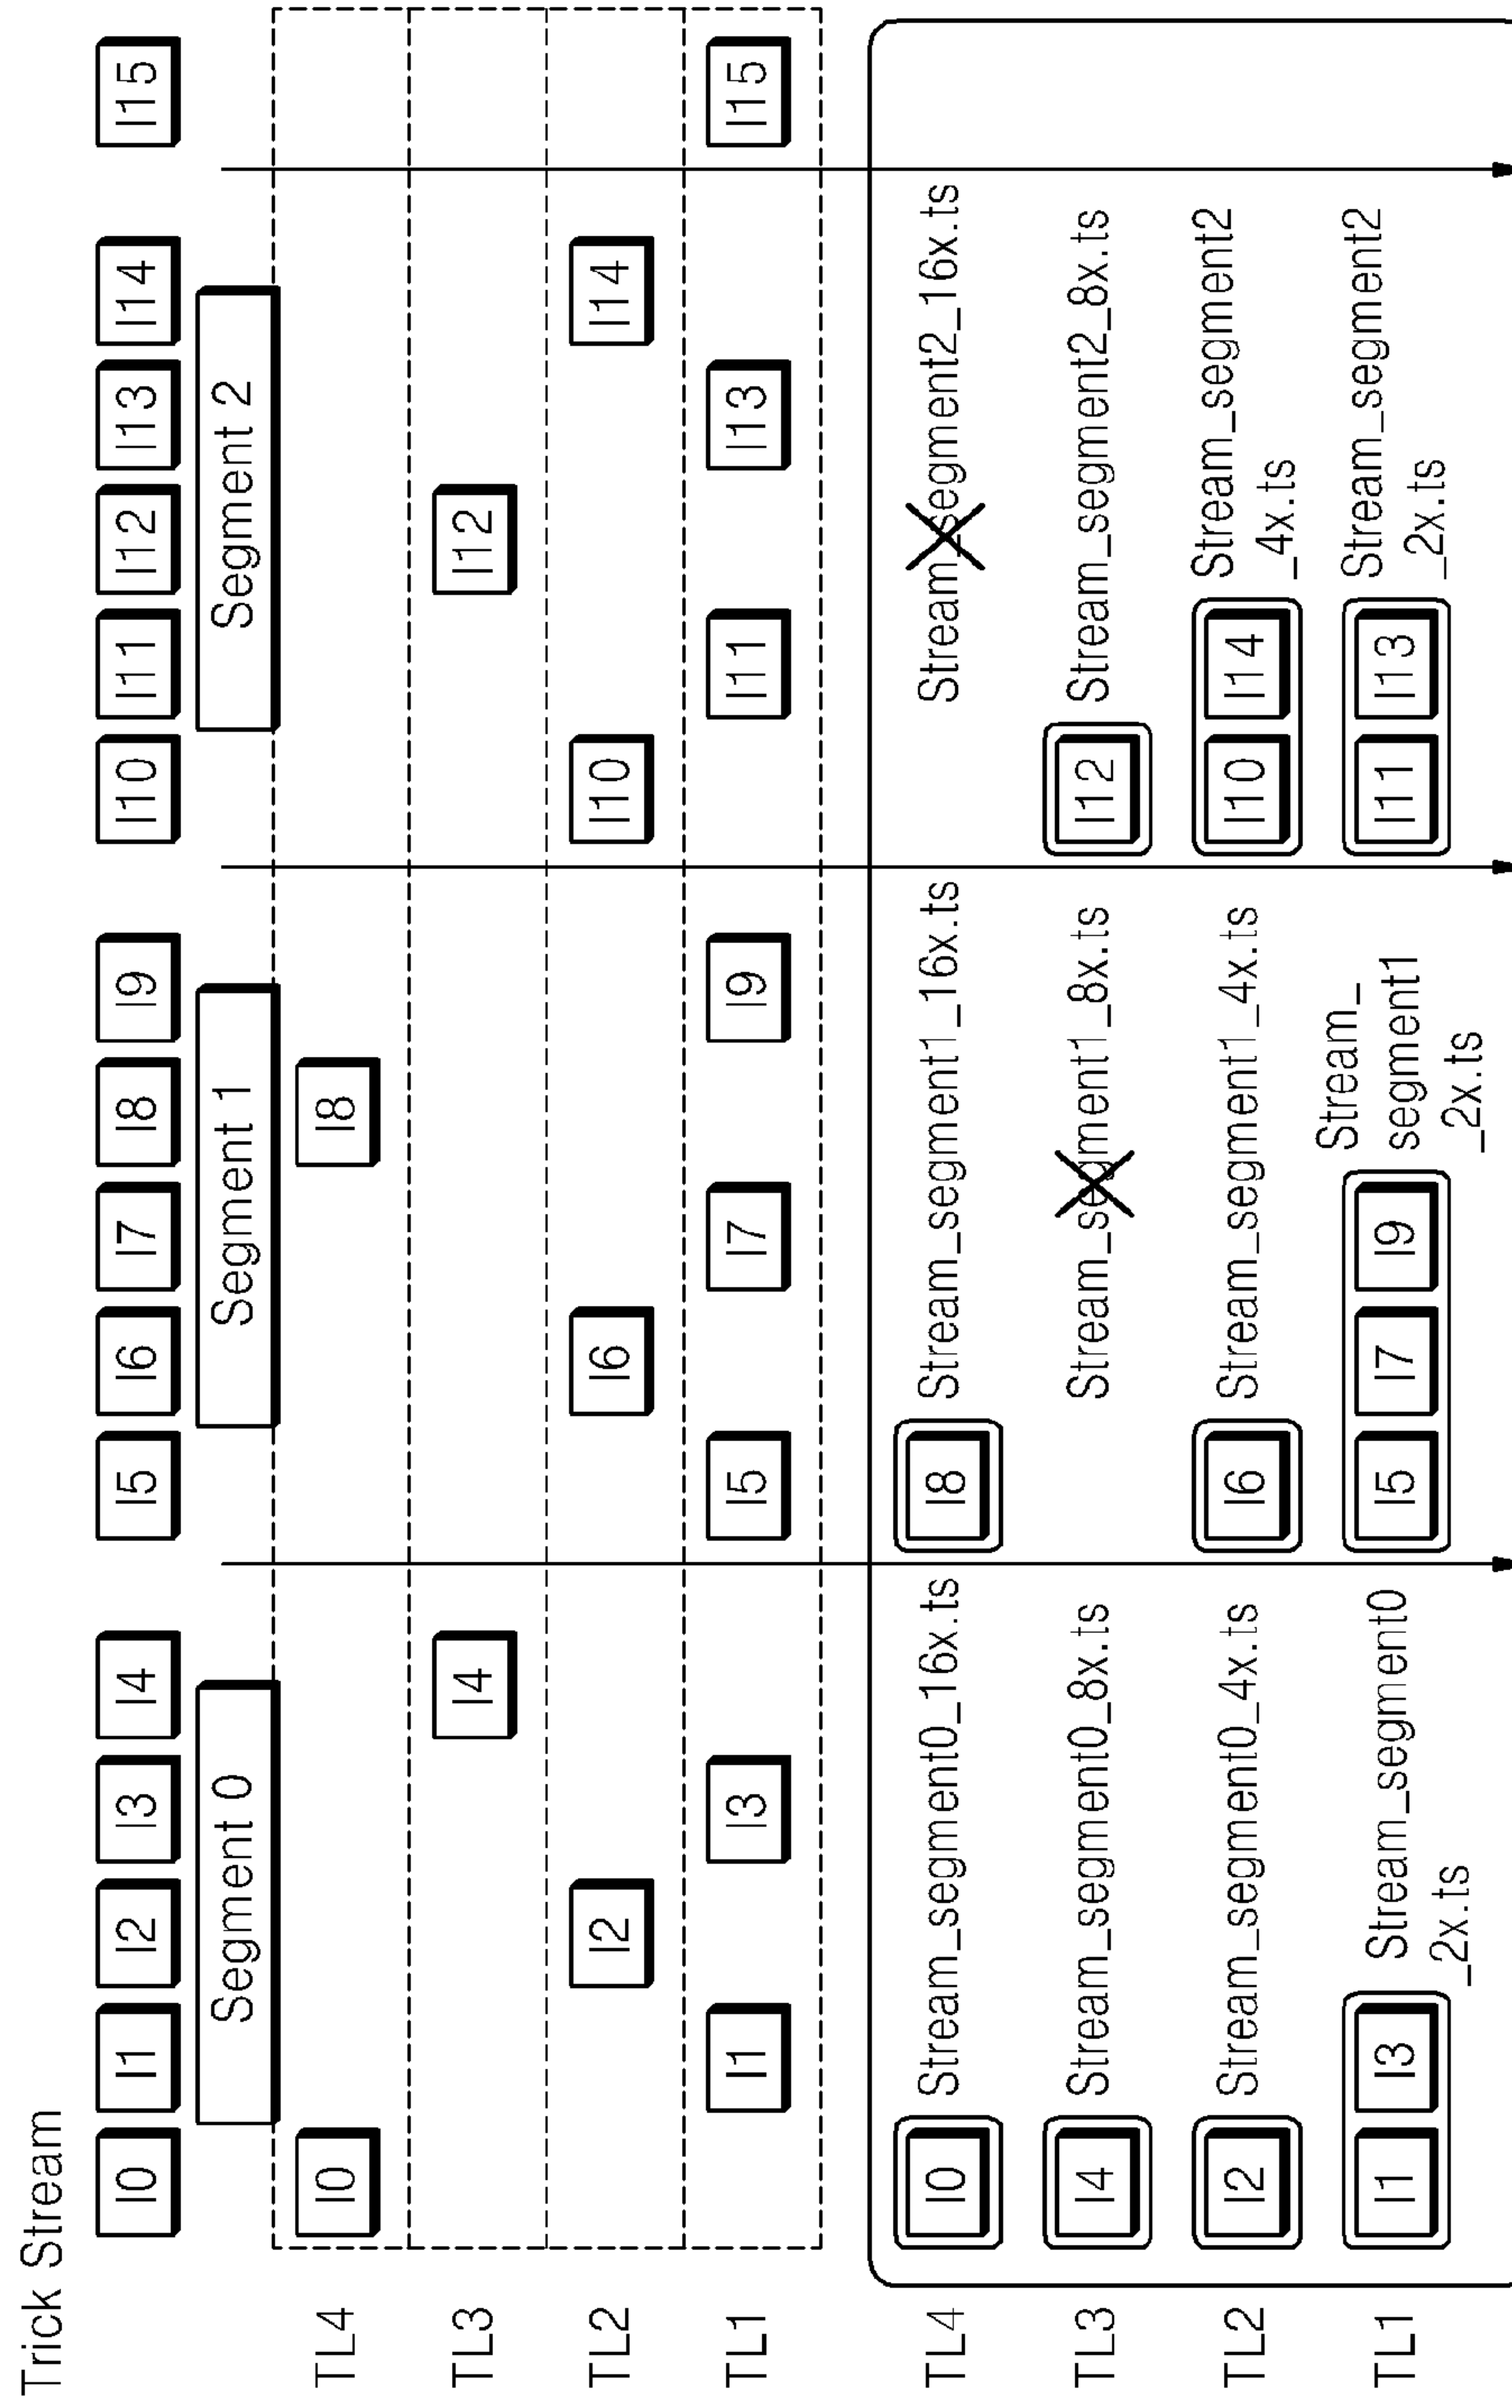 Trick Stream
I0 I1 I2 I3 I4 I5 I6 I7 I8 I9 I10 I11 I12 I13 I14 I15
Segment 0 Segment 1 Segment 2
TL4 I0 I8
TL3 I4 I12
TL2 I2 I6 I10 I14
TL1 I1 I3 I5 I7 I9 I11 I13 I15
TL4 I0 Stream_segment0_16x.ts I8 Stream_segment1_16x.ts Stream_segment2_16x.ts
TL3 I4 Stream_segment0_8x.ts Stream_segment1_8x.ts I12 Stream_segment2_8x.ts
TL2 I2 Stream_segment0_4x.ts I6 Stream_segment1_4x.ts I10 I14 Stream_segment2
_4x.ts
TL1 I1 I3 Stream_segment0
_2x.ts
I5 I7 I9 Stream_
segment1
_2x.ts
I11 I13 Stream_segment2
_2x.ts